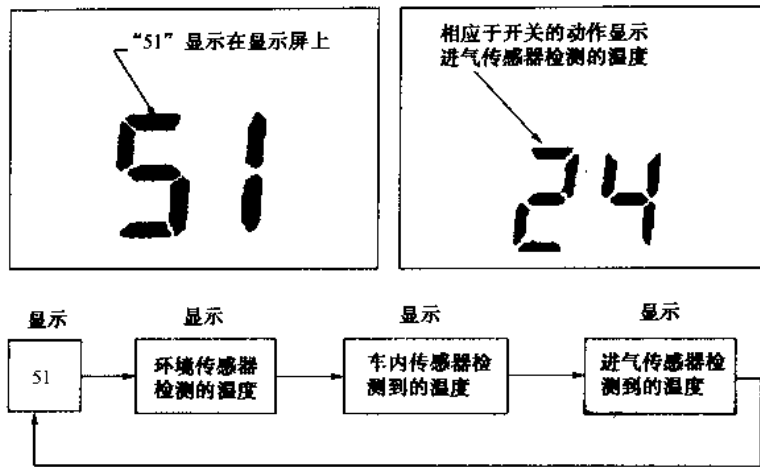 “51”显示在显示屏上
51
相应于开关的动作显示
进气传感器检测的温度
24
显示
显示
显示
显示
51
环境传感器
检测的温度
车内传感器检
测到的温度
进气传感器检
测到的温度